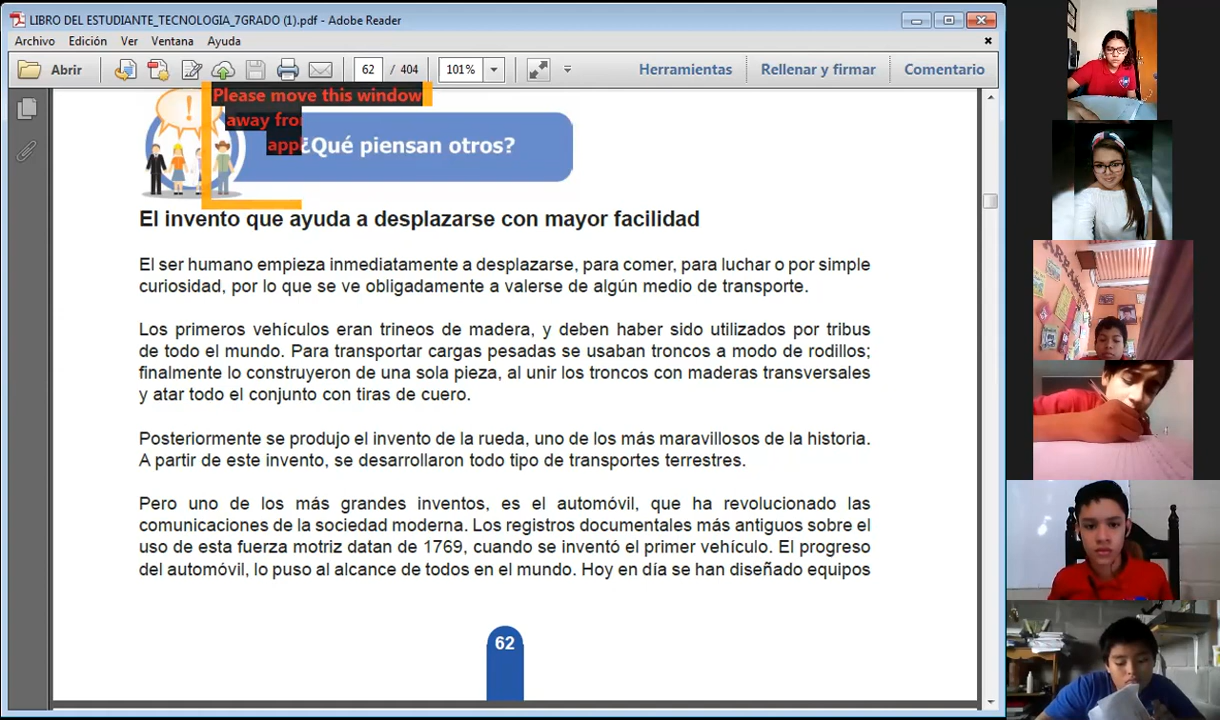 LIBRO DEL ESTUDIANTE_TECNOLOGIA_7GRADO (1).pdf - Adobe Reader
Archivo Edición Ver Ventana Ayuda
Abrir 62 / 404 101% Herramientas Rellenar y firmar Comentario
Please move this window
away from
app
¿Qué piensan otros?
El invento que ayuda a desplazarse con mayor facilidad
El ser humano empieza inmediatamente a desplazarse, para comer, para luchar o por simple
curiosidad, por lo que se ve obligadamente a valerse de algún medio de transporte.
Los primeros vehículos eran trineos de madera, y deben haber sido utilizados por tribus
de todo el mundo. Para transportar cargas pesadas se usaban troncos a modo de rodillos;
finalmente lo construyeron de una sola pieza, al unir los troncos con maderas transversales
y atar todo el conjunto con tiras de cuero.
Posteriormente se produjo el invento de la rueda, uno de los más maravillosos de la historia.
A partir de este invento, se desarrollaron todo tipo de transportes terrestres.
Pero uno de los más grandes inventos, es el automóvil, que ha revolucionado las
comunicaciones de la sociedad moderna. Los registros documentales más antiguos sobre el
uso de esta fuerza motriz datan de 1769, cuando se inventó el primer vehículo. El progreso
del automóvil, lo puso al alcance de todos en el mundo. Hoy en día se han diseñado equipos
62